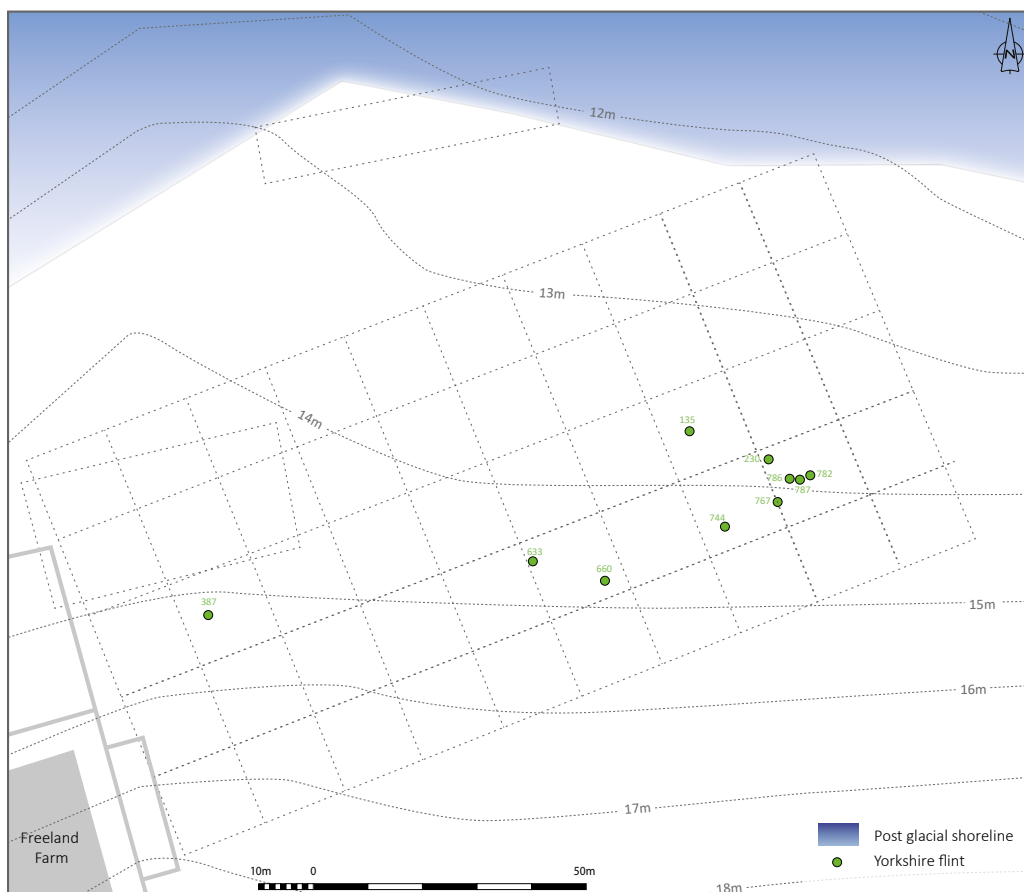 N
12m
13m
14m
135
230
782
786
787
767
744
633
660
387
15m
16m
17m
Freeland
Farm
Post glacial shoreline
Yorkshire flint
10m 0 50m
18m